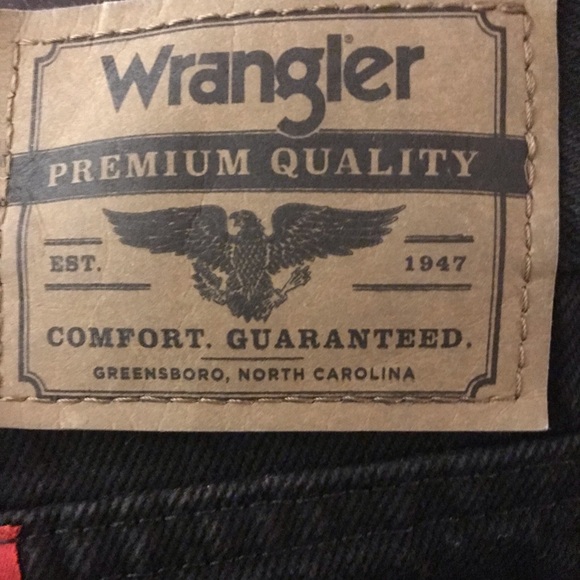 Wrangler
PREMIUM QUALITY
EST. 1947
COMFORT. GUARANTEED.
GREENSBORO, NORTH CAROLINA